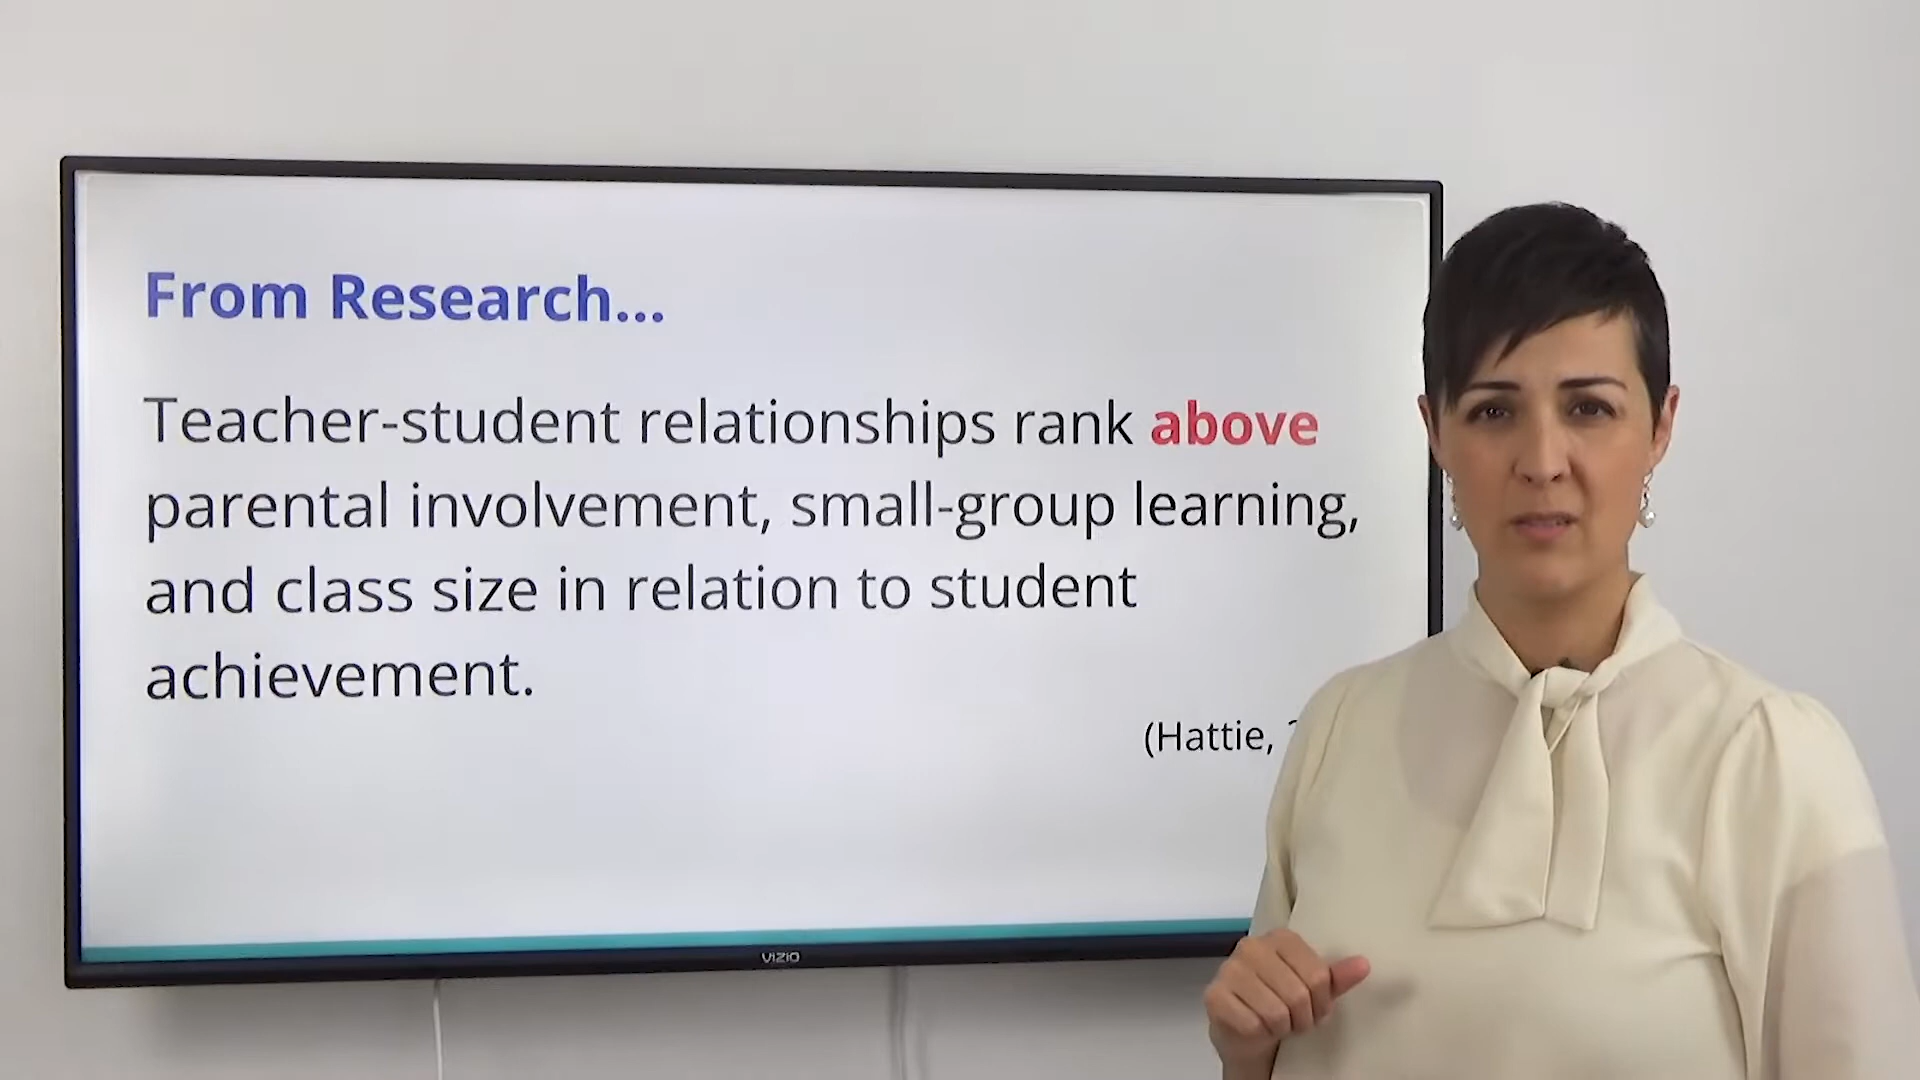 From Research...
Teacher-student relationships rank above
parental involvement, small-group learning,
and class size in relation to student
achievement.
(Hattie,
VIZIO